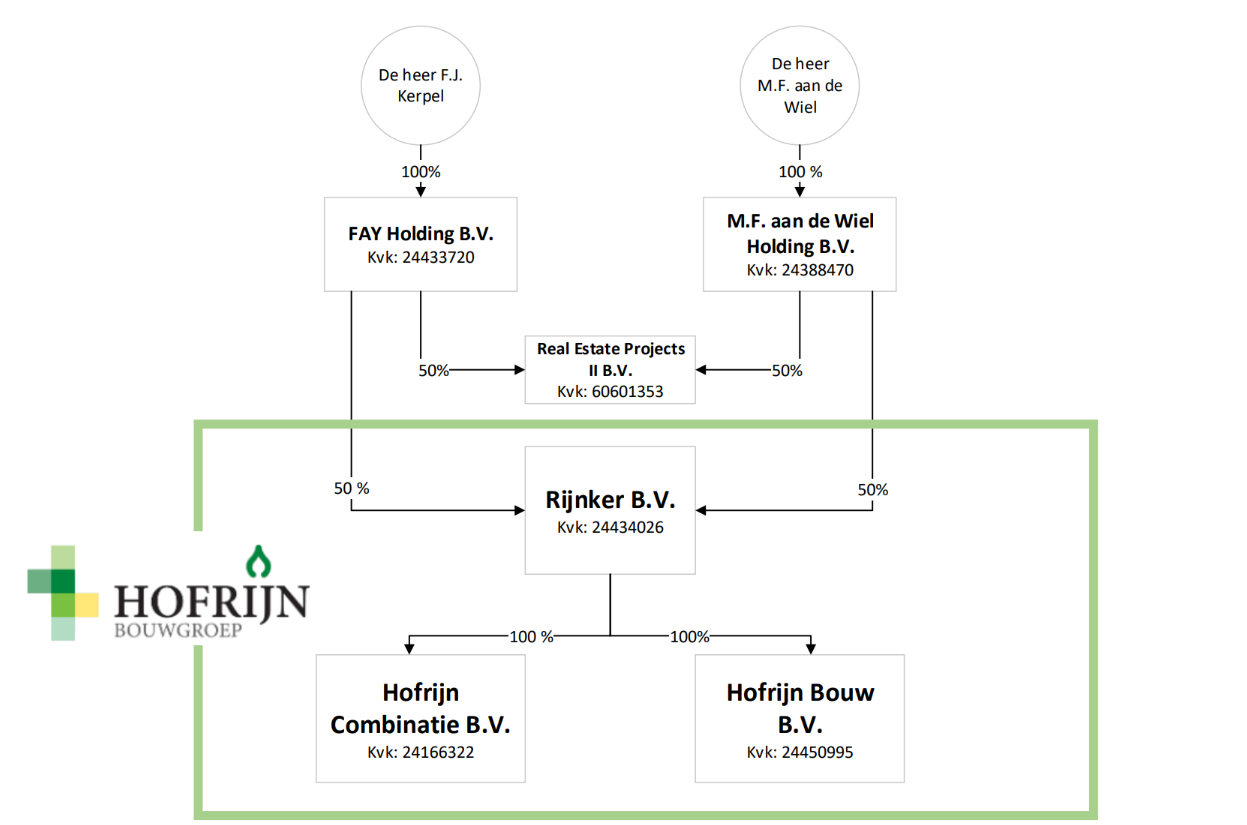 De heer F.J.
Kerpel
De heer
M.F. aan de
Wiel
100%
100 %
FAY Holding B.V.
Kvk: 24433720
M.F. aan de Wiel
Holding B.V.
Kvk: 24388470
Real Estate Projects
II B.V.
Kvk: 60601353
50%
50%
Rijnker B.V.
Kvk: 24434026
50 %
50%
HOFRIJN
BOUWGROEP
100 %
100%
Hofrijn
Combinatie B.V.
Kvk: 24166322
Hofrijn Bouw
B.V.
Kvk: 24450995